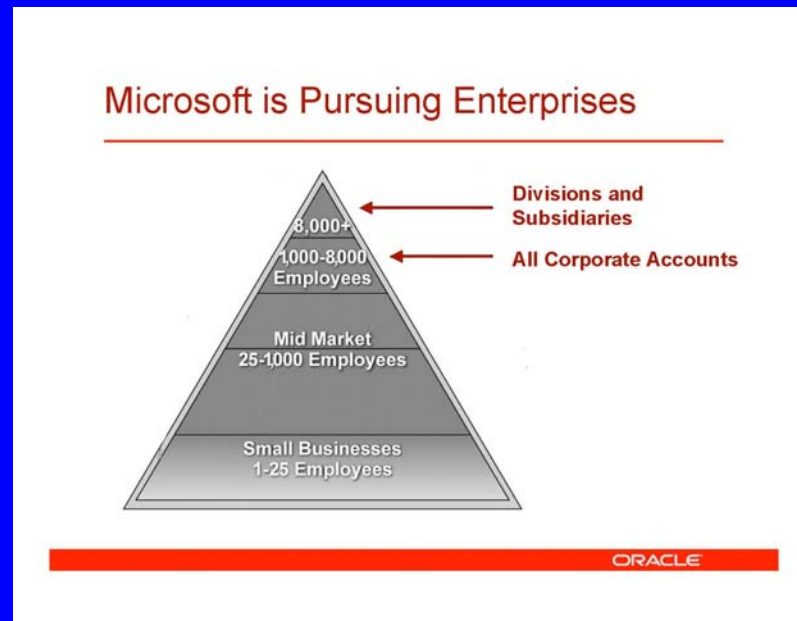 Microsoft is Pursuing Enterprises
8,000+
Divisions and
Subsidiaries
1,000-8,000
Employees
All Corporate Accounts
Mid Market
25-1,000 Employees
Small Businesses
1-25 Employees
ORACLE